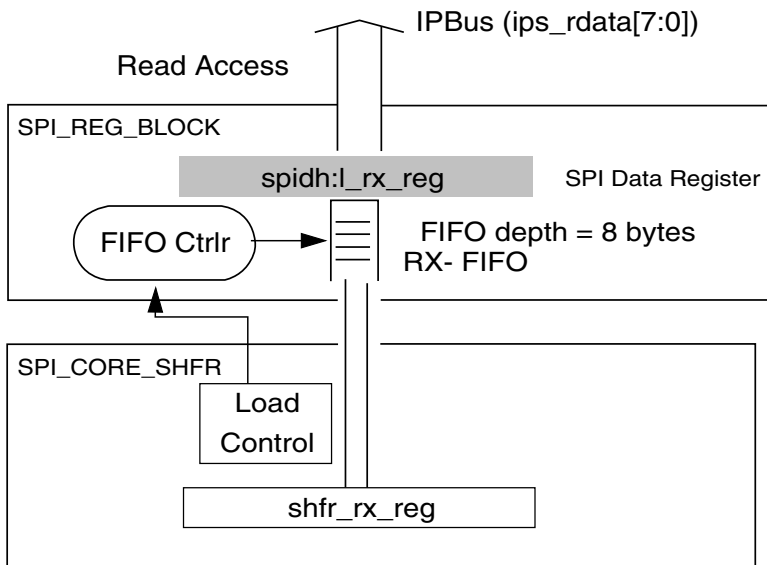 IPBus (ips_rdata[7:0])
Read Access
SPI_REG_BLOCK
spidh:l_rx_reg
SPI Data Register
FIFO Ctrlr
FIFO depth = 8 bytes
RX- FIFO
SPI_CORE_SHFR
Load
Control
shfr_rx_reg